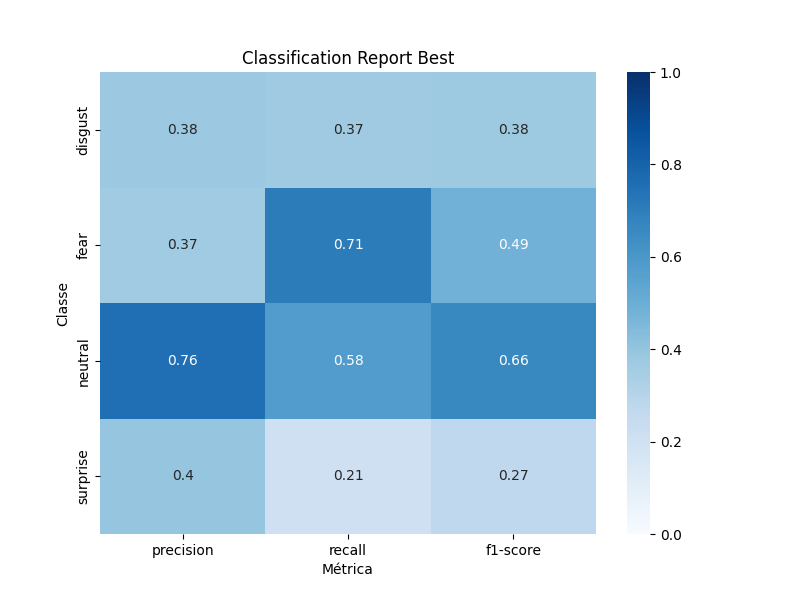 Classification Report Best
Classe
disgust 0.38 0.37 0.38
fear 0.37 0.71 0.49
neutral 0.76 0.58 0.66
surprise 0.4 0.21 0.27
precision recall f1-score
Métrica
1.0
0.8
0.6
0.4
0.2
0.0